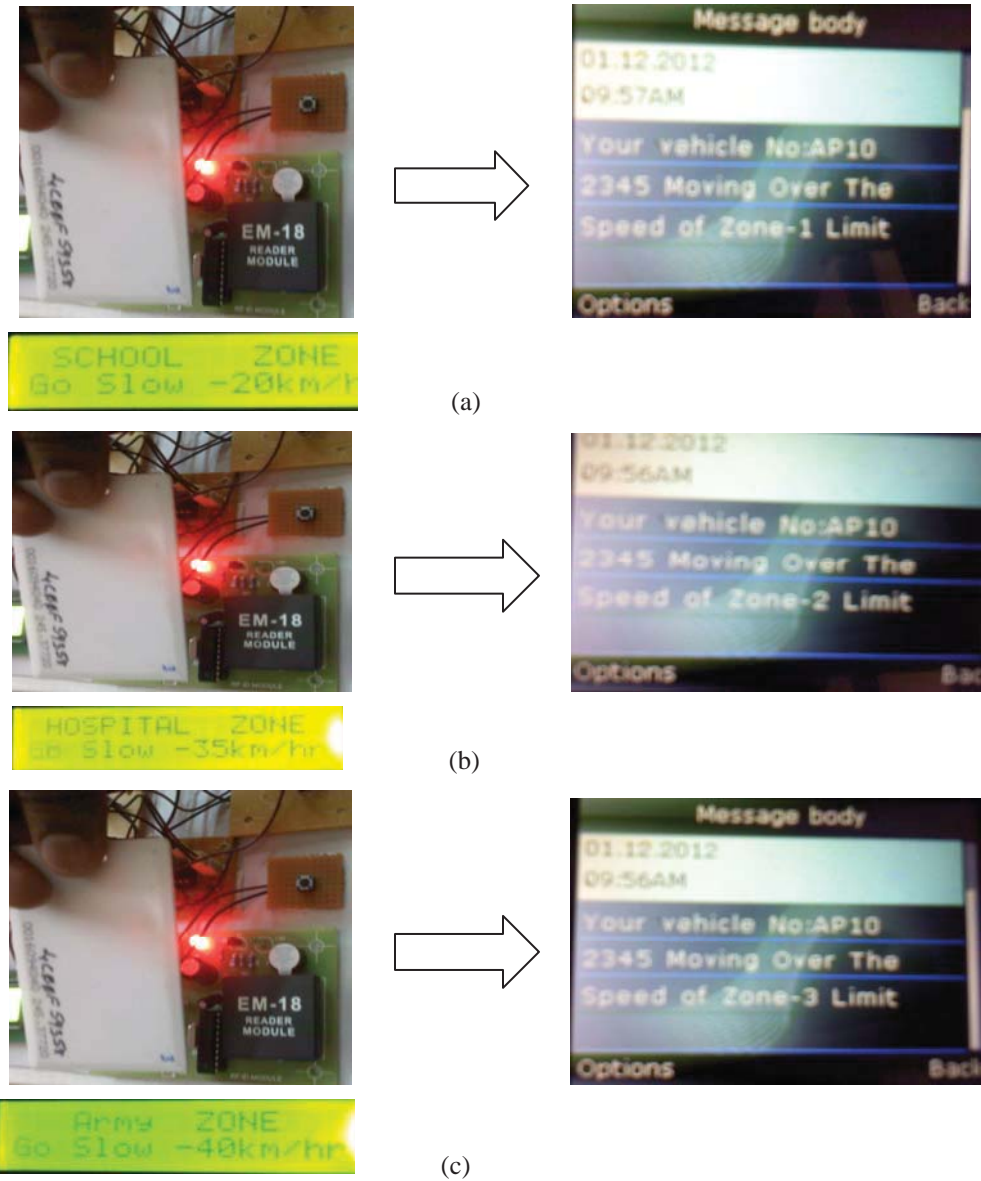 Message body
01.12.2012
09:57AM
Your vehicle No:AP10
2345 Moving Over The
Speed of Zone-1 Limit
Options Back
EM-18
READER
MODULE
SCHOOL ZONE
Go Slow -20km/h
(a)
01.12.2012
09:56AM
Your vehicle No:AP10
2345 Moving Over The
Speed of Zone-2 Limit
Options Bac
EM-18
READER
MODULE
HOSPITAL ZONE
Go Slow -35km/hr
(b)
Message body
01.12.2012
09:56AM
Your vehicle No:AP10
2345 Moving Over The
Speed of Zone-3 Limit
Options Back
EM-18
READER
MODULE
Army ZONE
Go Slow -40km/hr
(c)